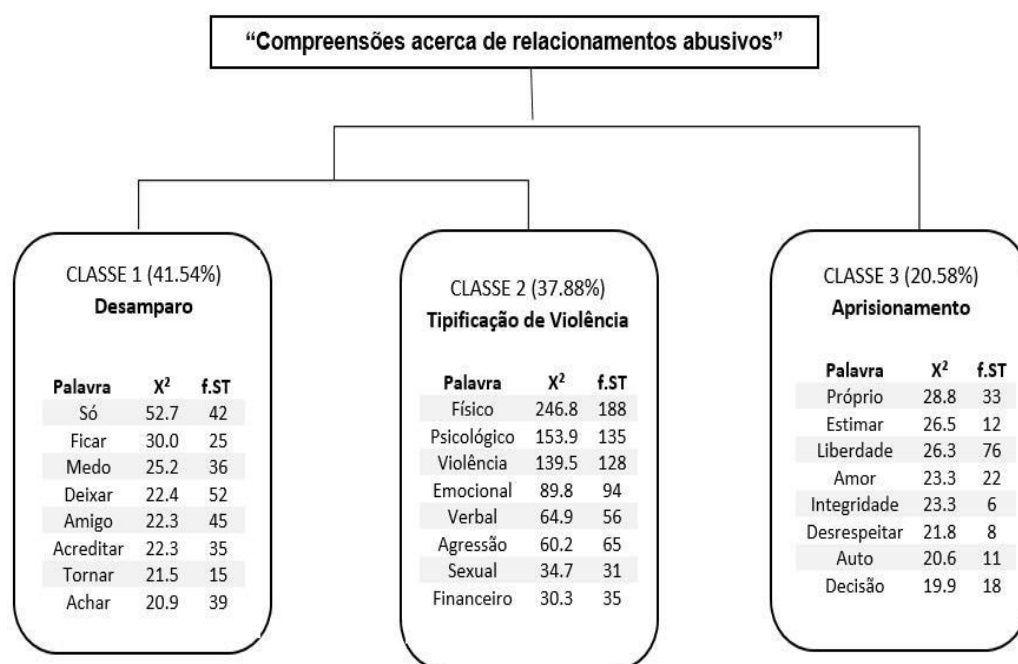 “Compreensões acerca de relacionamentos abusivos”
CLASSE 1 (41.54%)
Desamparo
Palavra X² f.ST
Só 52.7 42
Ficar 30.0 25
Medo 25.2 36
Deixar 22.4 52
Amigo 22.3 45
Acreditar 22.3 35
Tornar 21.5 15
Achar 20.9 39
CLASSE 2 (37.88%)
Tipificação de Violência
Palavra X² f.ST
Físico 246.8 188
Psicológico 153.9 135
Violência 139.5 128
Emocional 89.8 94
Verbal 64.9 56
Agressão 60.2 65
Sexual 34.7 31
Financeiro 30.3 35
CLASSE 3 (20.58%)
Aprisionamento
Palavra X² f.ST
Próprio 28.8 33
Estimar 26.5 12
Liberdade 26.3 76
Amor 23.3 22
Integridade 23.3 6
Desrespeitar 21.8 8
Auto 20.6 11
Decisão 19.9 18